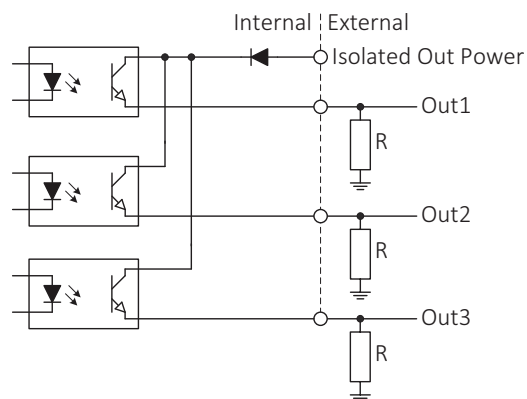 Internal External
Isolated Out Power
Out1
R
Out2
R
Out3
R